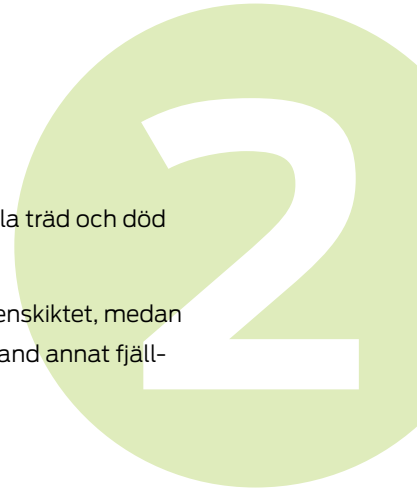 2
la träd och död
enskiktet, medan
and annat fjäll-